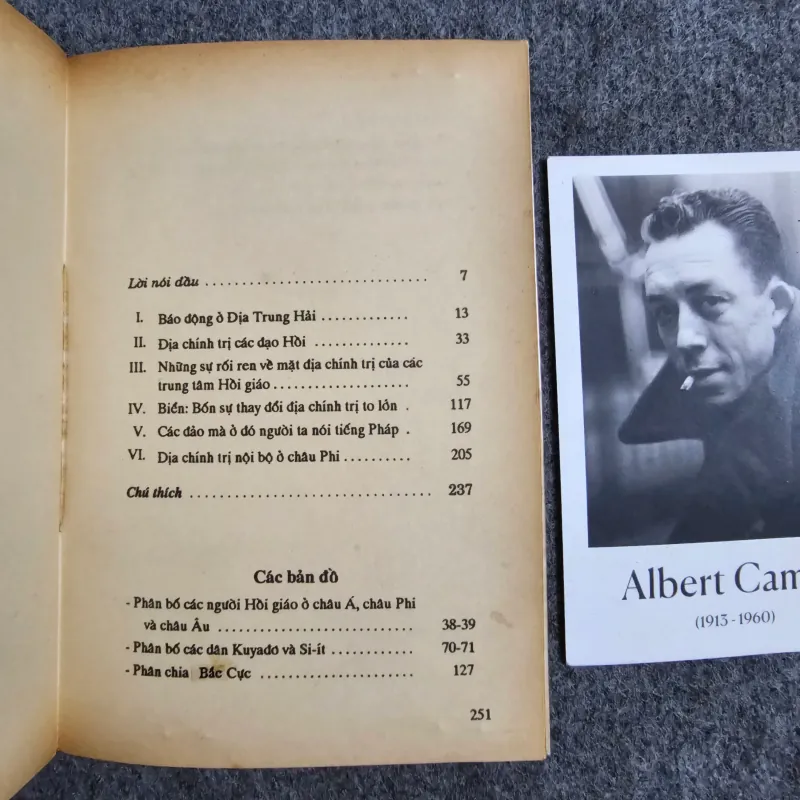 Lời nói đầu .............................. 7
I. Báo động ở Địa Trung Hải ............. 13
II. Địa chính trị các đạo Hồi ............. 33
III. Những sự rối ren về mặt địa chính trị của các
trung tâm Hồi giáo ................... 55
IV. Biển: Bốn sự thay đổi địa chính trị to lớn . 117
V. Các đảo mà ở đó người ta nói tiếng Pháp . 169
VI. Địa chính trị nội bộ ở châu Phi .......... 205
Chú thích ................................ 237
Các bản đồ
- Phân bố các người Hồi giáo ở châu Á, châu Phi
và châu Âu .......................... 38-39
- Phân bố các dân Kuyađơ và Si-ít ............ 70-71
- Phân chia Bắc Cực ..................... 127
251
Albert Cam
(1913 - 1960)